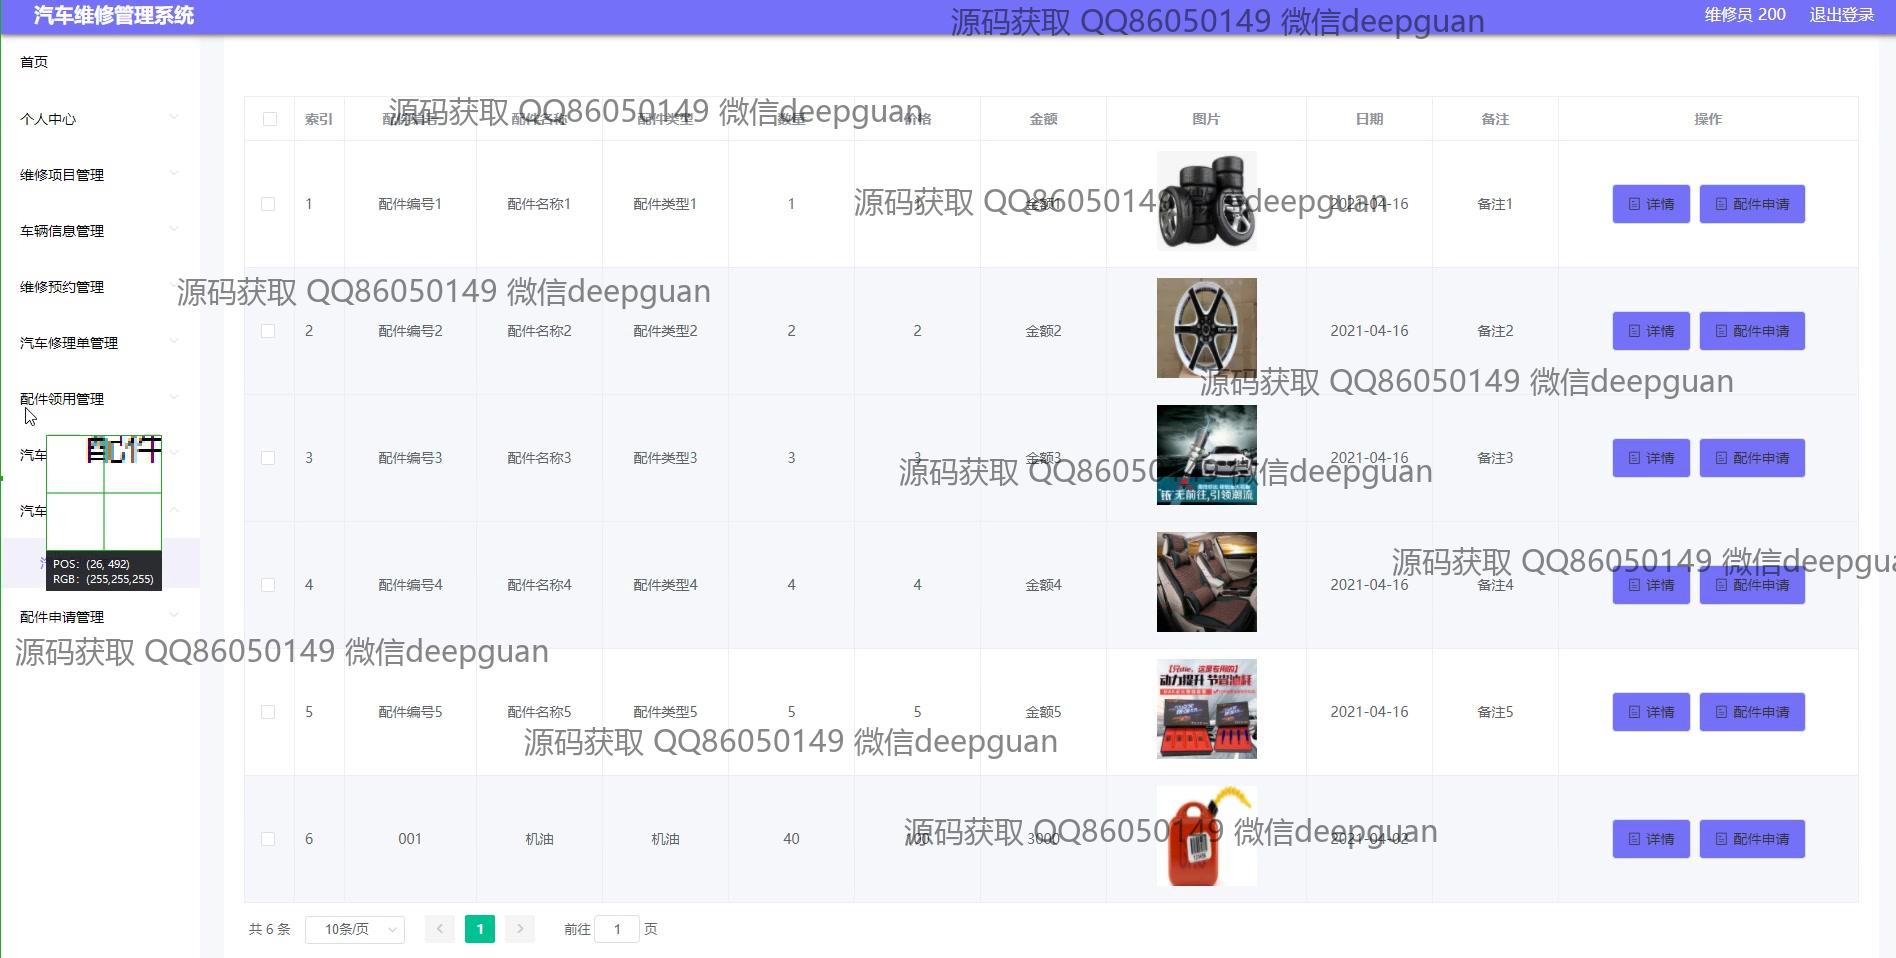 汽车维修管理系统
源码获取 QQ86050149 微信deepguan
维修员 200
退出登录
首页
个人中心
维修项目管理
车辆信息管理
维修预约管理
汽车修理单管理
配件领用管理
汽车
汽车
配件
POS: (26, 492)
RGB: (255,255,255)
配件申请管理
源码获取 QQ86050149 微信deepguan
索引 配件编号 配件名称 配件类型 数量 价格 金额 图片 日期 备注 操作
源码获取 QQ86050149 微信deepguan
1 配件编号1 配件名称1 配件类型1 1 金额1 2021-04-16 备注1 详情 配件申请
源码获取 QQ86050149 微信deepguan
源码获取 QQ86050149 微信deepguan
2 配件编号2 配件名称2 配件类型2 2 2 金额2 2021-04-16 备注2 详情 配件申请
源码获取 QQ86050149 微信deepguan
3 配件编号3 配件名称3 配件类型3 3 3 金额3 2021-04-16 备注3 详情 配件申请
源码获取 QQ86050149 微信deepguan
无前往,引领潮流
源码获取 QQ86050149 微信deepgua
4 配件编号4 配件名称4 配件类型4 4 4 金额4 2021-04-16 备注4 详情 配件申请
动力提升 节省油耗
5 配件编号5 配件名称5 配件类型5 5 5 金额5 2021-04-16 备注5 详情 配件申请
源码获取 QQ86050149 微信deepguan
源码获取 QQ86050149 微信deepguan
6 001 机油 机油 40 100 3000 2021-04-02 详情 配件申请
共 6 条 10条/页 1 前往 1 页